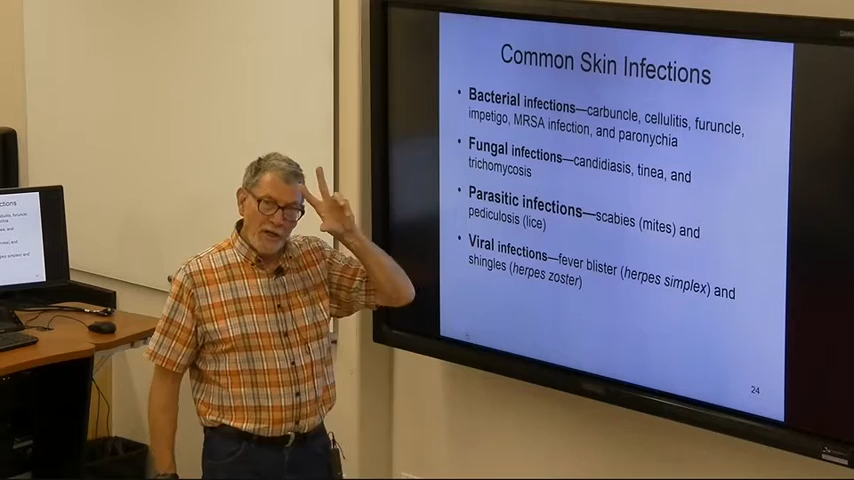 Common Skin Infections
• Bacterial infections—carbuncle, cellulitis, furuncle,
impetigo, MRSA infection, and paronychia
• Fungal infections—candidiasis, tinea, and
trichomycosis
• Parasitic infections—scabies (mites) and
pediculosis (lice)
• Viral infections—fever blister (herpes simplex) and
shingles (herpes zoster)
24